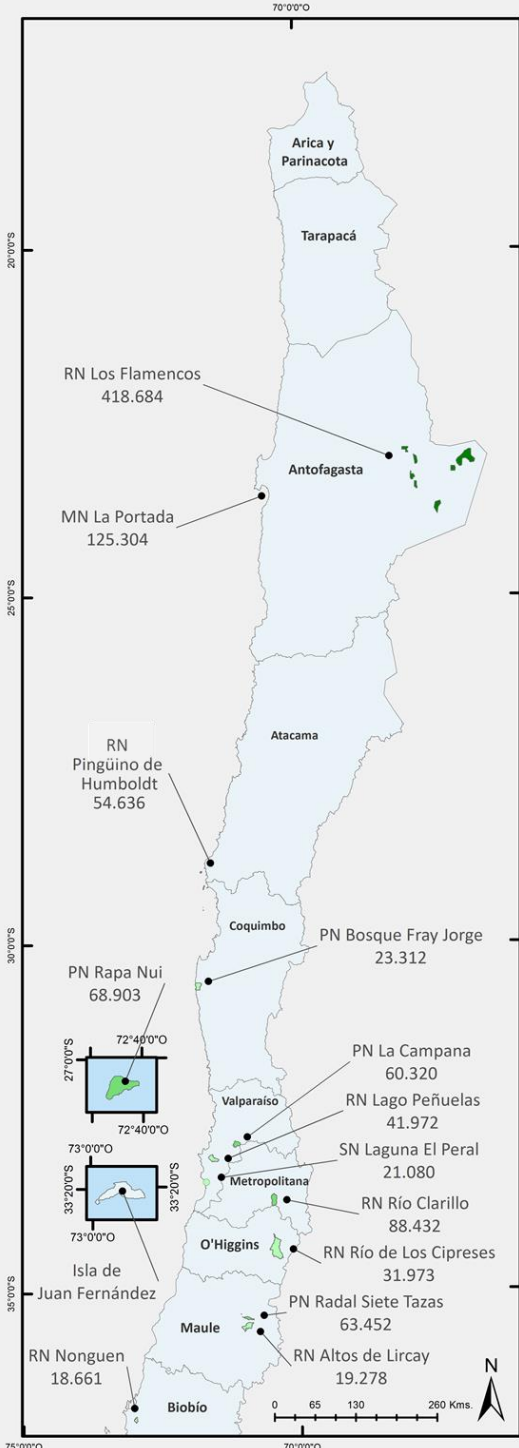 70°0'0"O
Arica y
Parinacota
Tarapacá
20°0'0"S
RN Los Flamencos
418.684
Antofagasta
MN La Portada
125.304
25°0'0"S
Atacama
RN
Pingüino de
Humboldt
54.636
Coquimbo
30°0'0"S
PN Bosque Fray Jorge
23.312
PN Rapa Nui
68.903
72°40'0"O
27°0'0"S
72°40'0"O
PN La Campana
60.320
Valparaíso
RN Lago Peñuelas
41.972
SN Laguna El Peral
21.080
73°0'0"O
33°20'0"S
33°20'0"S
73°0'0"O
Metropolitana
RN Río Clarillo
88.432
O'Higgins
RN Río de Los Cipreses
31.973
Isla de
Juan Fernández
35°0'0"S
PN Radal Siete Tazas
63.452
Maule
RN Altos de Lircay
19.278
RN Nonguen
18.661
Biobío
N
0 65 130 260 Kms.
75°0'0"O
70°0'0"O